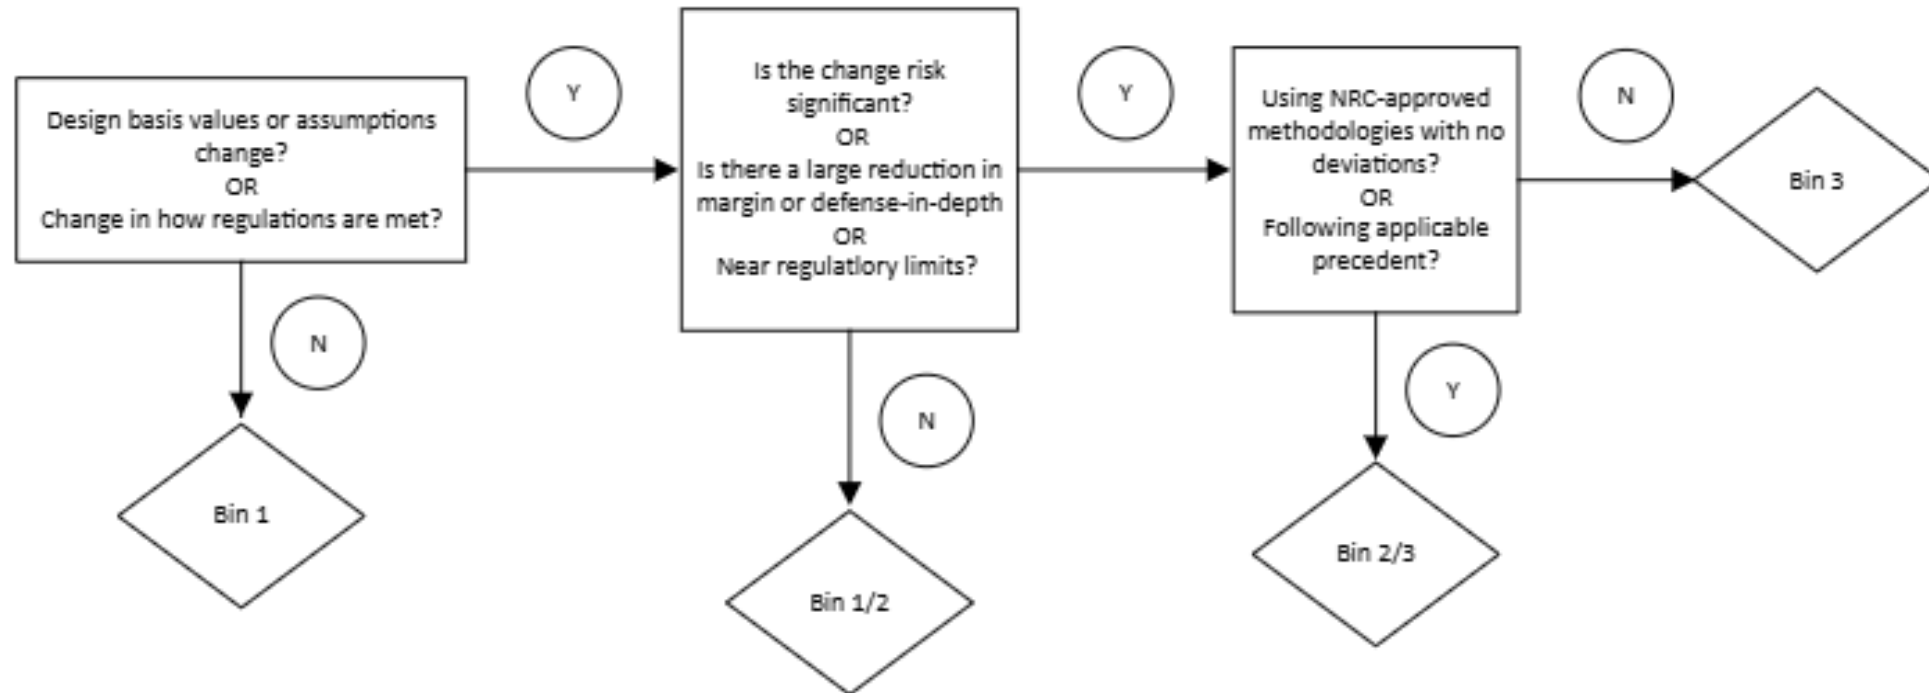 Design basis values or assumptions
change?
OR
Change in how regulations are met?
Y
N
Bin 1
Is the change risk
significant?
OR
Is there a large reduction in
margin or defense-in-depth
OR
Near regulatlory limits?
Y
N
Bin 1/2
Using NRC-approved
methodologies with no
deviations?
OR
Following applicable
precedent?
N
Bin 3
Y
Bin 2/3